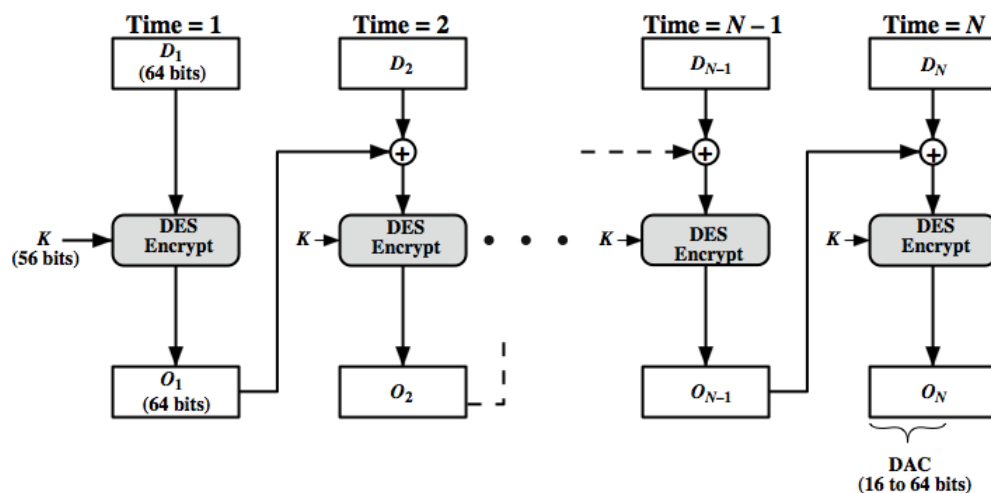 Time = 1
Time = 2
Time = N – 1
Time = N
D1
(64 bits)
D2
DN–1
DN
+
+
+
K
(56 bits)
DES
Encrypt
K
DES
Encrypt
• • •
K
DES
Encrypt
K
DES
Encrypt
O1
(64 bits)
O2
ON–1
ON
DAC
(16 to 64 bits)